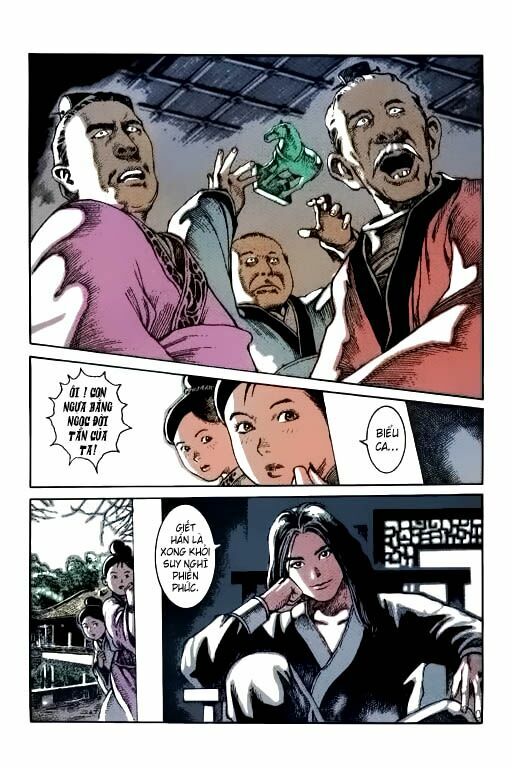 ÔI ! CON
NGỰA BẰNG
NGỌC ĐỜI
TẦN CỦA
TA!
BIỂU
CA...
GIẾT
HẮN LÀ
XONG KHỎI
SUY NGHĨ
PHIỀN
PHỨC.